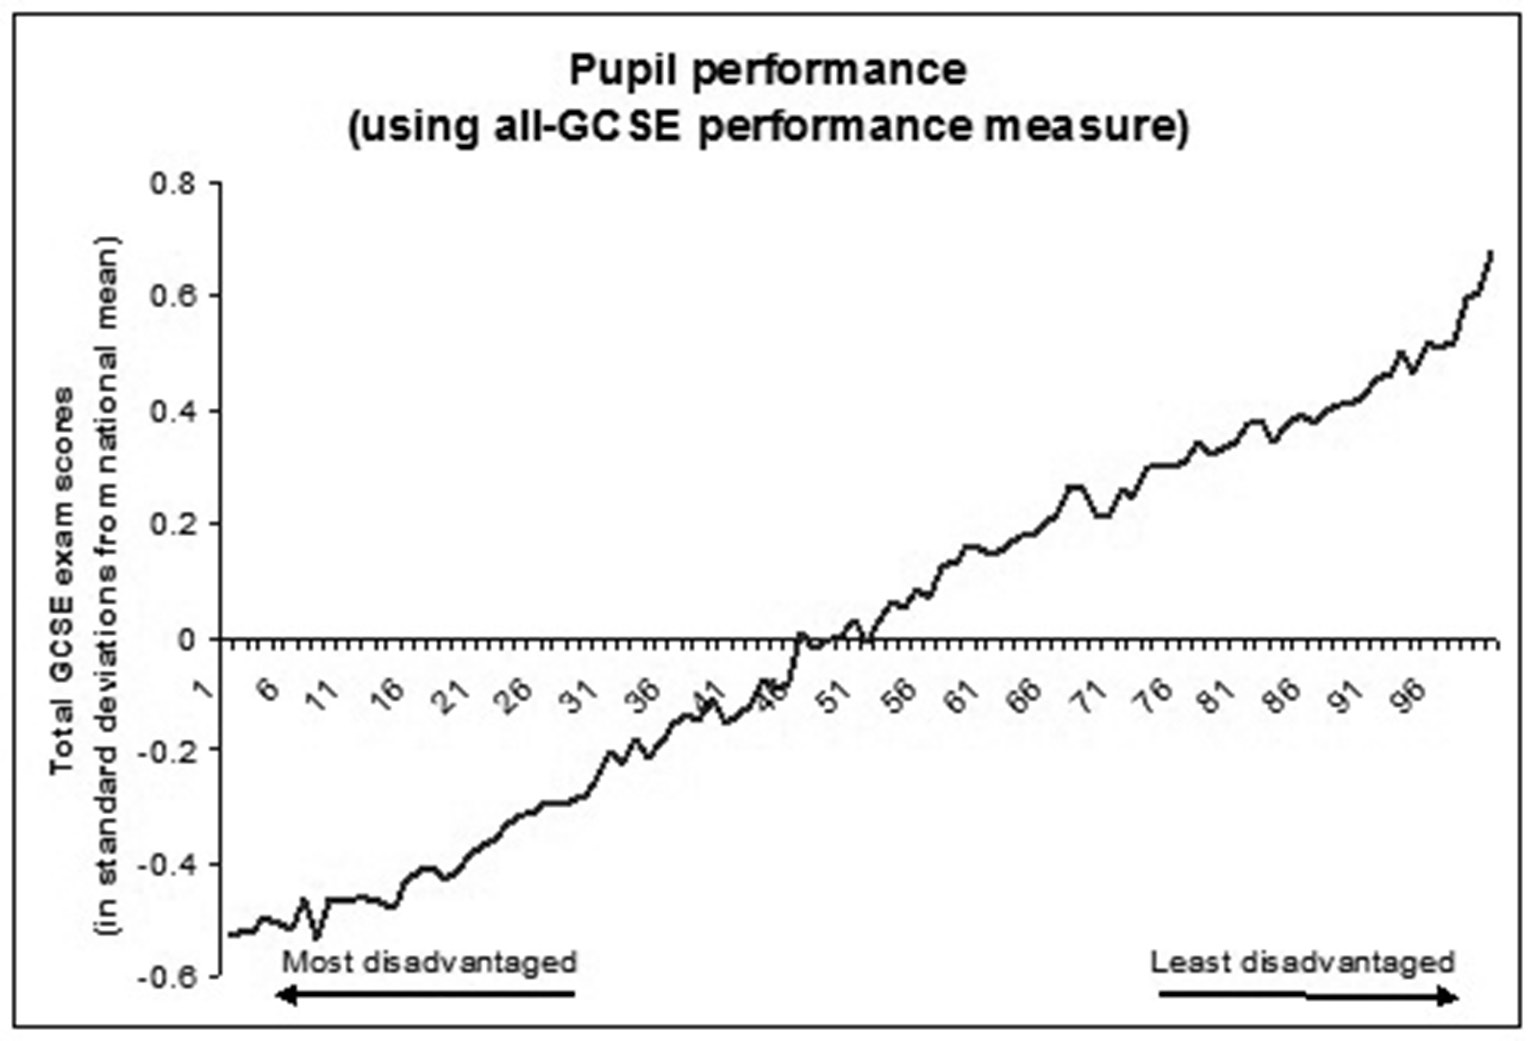 Pupil performance
(using all-GCSE performance measure)
Total GCSE exam scores
(in standard deviations from national mean)
0.8
0.6
0.4
0.2
0
-0.2
-0.4
-0.6
1 6 11 16 21 26 31 36 41 46 51 56 61 66 71 76 81 86 91 96
Most disadvantaged
Least disadvantaged